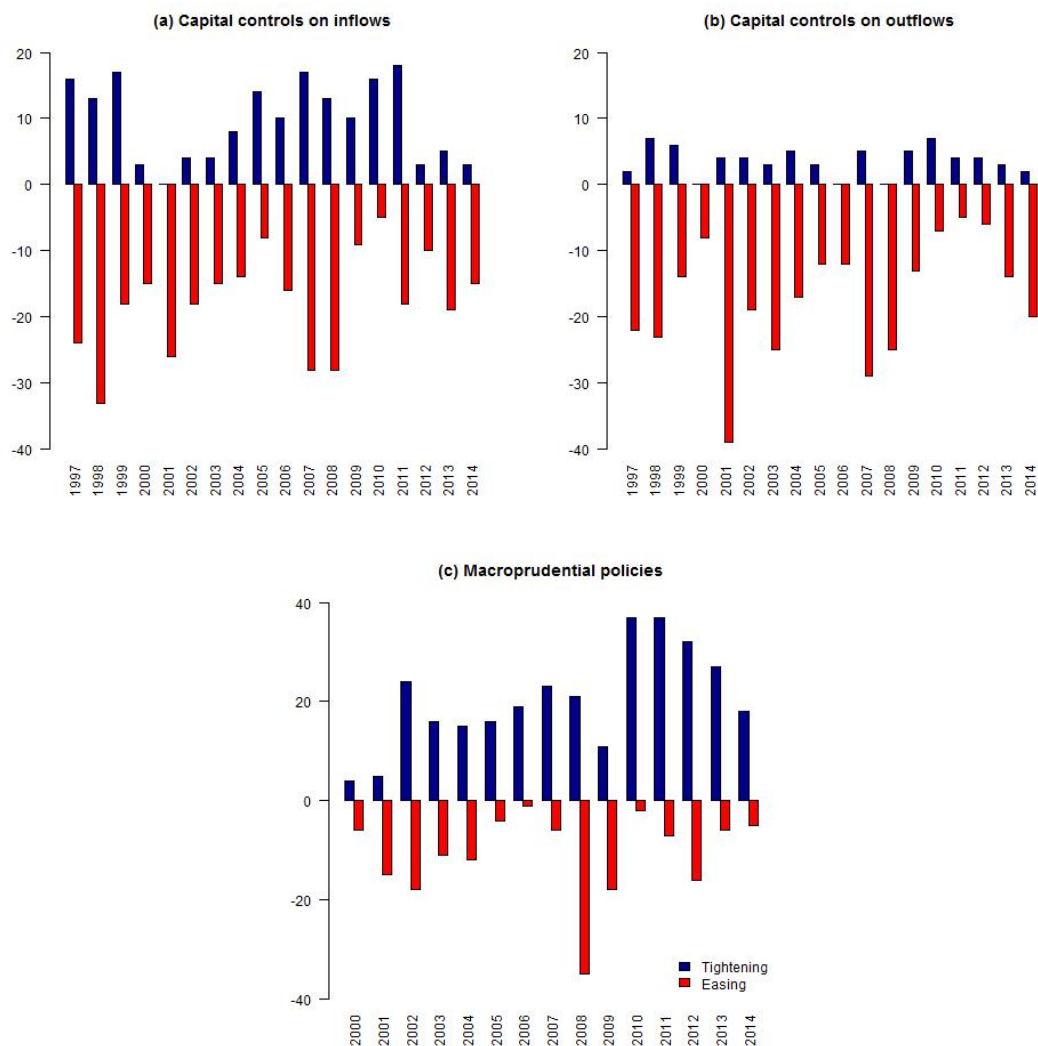 (a) Capital controls on inflows
20
10
0
-10
-20
-30
-40
1997 1998 1999 2000 2001 2002 2003 2004 2005 2006 2007 2008 2009 2010 2011 2012 2013 2014
(b) Capital controls on outflows
20
10
0
-10
-20
-30
-40
1997 1998 1999 2000 2001 2002 2003 2004 2005 2006 2007 2008 2009 2010 2011 2012 2013 2014
(c) Macroprudential policies
40
20
0
-20
-40
Tightening
Easing
2000 2001 2002 2003 2004 2005 2006 2007 2008 2009 2010 2011 2012 2013 2014